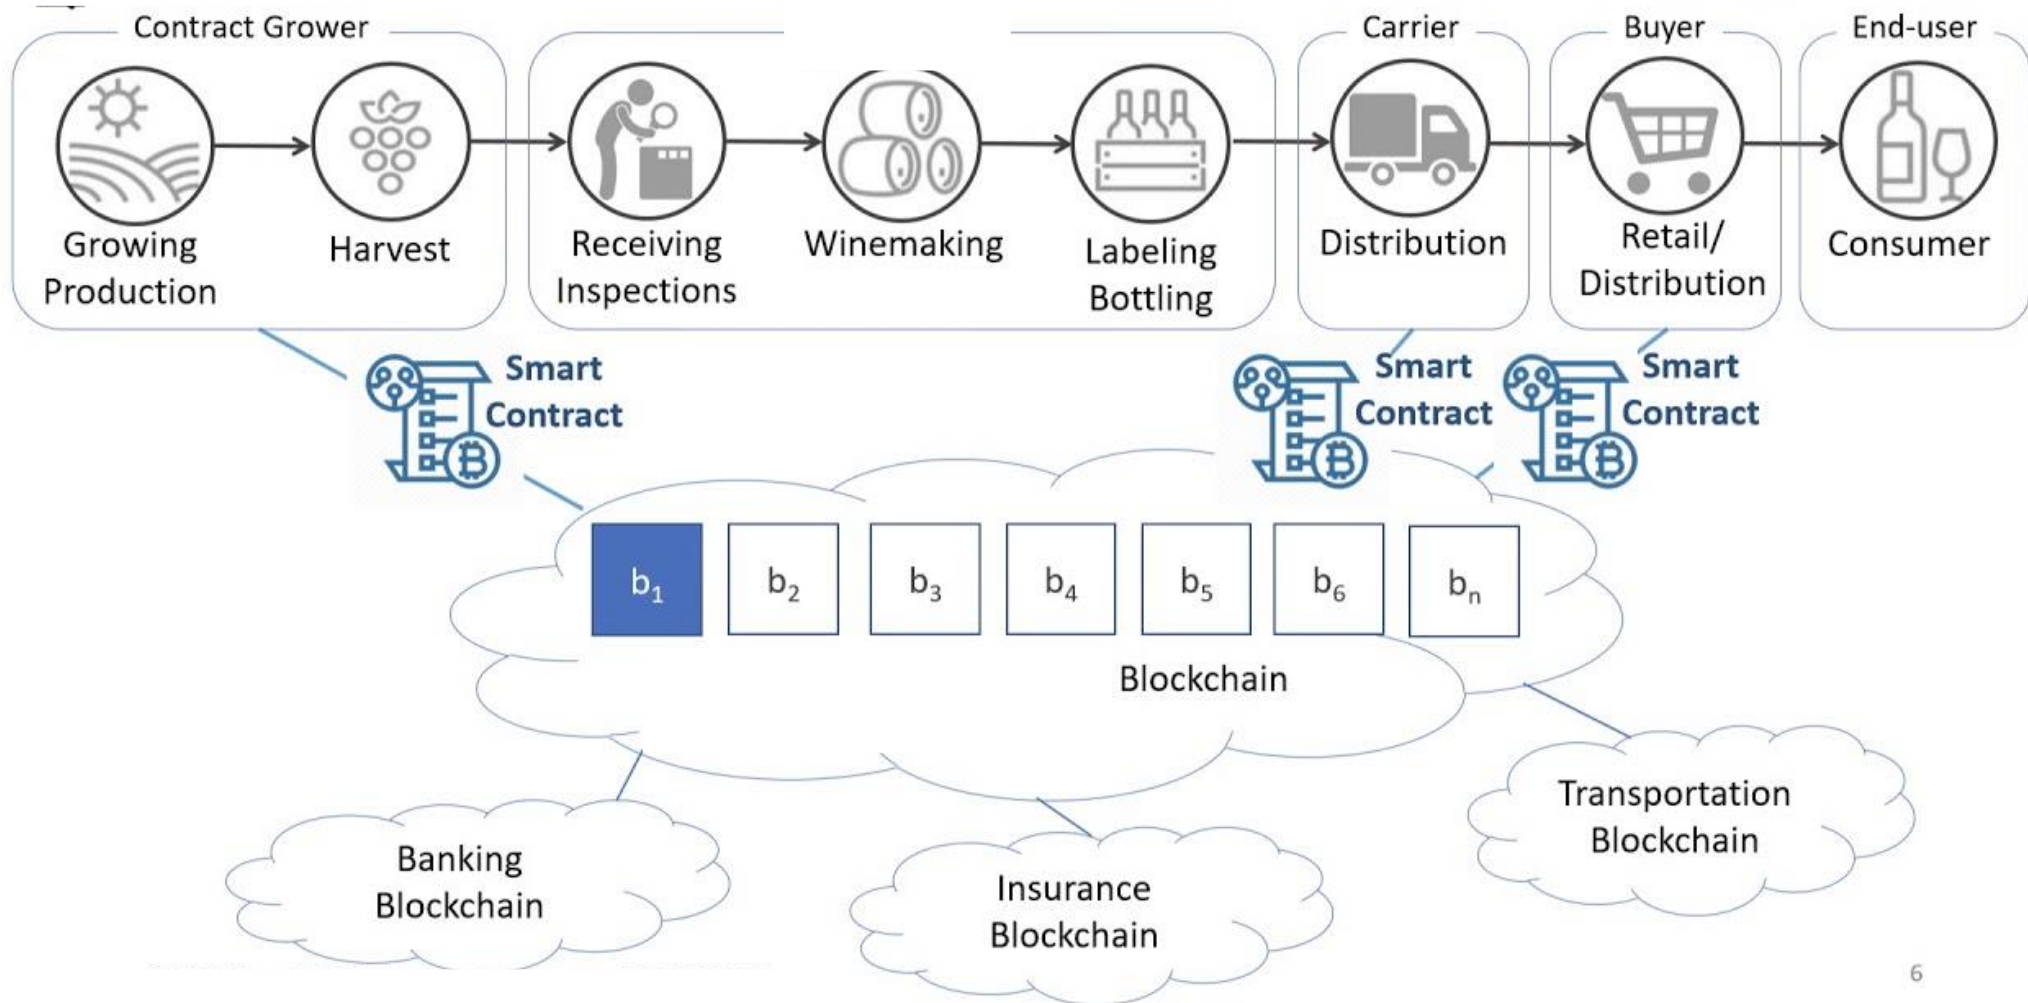 Contract Grower
Carrier
Buyer
End-user
Growing
Production
Harvest
Receiving
Inspections
Winemaking
Labeling
Bottling
Distribution
Retail/
Distribution
Consumer
Smart
Contract
Smart
Contract
Smart
Contract
b₁
b₂
b₃
b₄
b₅
b₆
bₙ
Blockchain
Banking
Blockchain
Insurance
Blockchain
Transportation
Blockchain
6